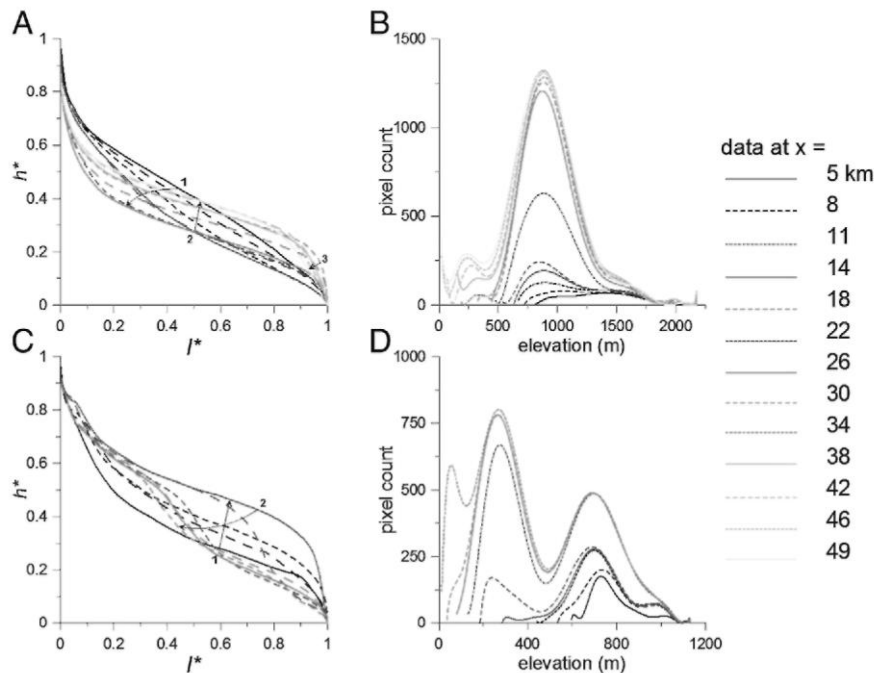 A
1
0.8
0.6
0.4
0.2
0
h*
1
2
3
0 0.2 0.4 0.6 0.8 1
l*
B
1500
1250
1000
750
500
250
0
pixel count
0 500 1000 1500 2000
elevation (m)
C
1
0.8
0.6
0.4
0.2
0
h*
2
1
0 0.2 0.4 0.6 0.8 1
l*
D
1000
750
500
250
0
pixel count
0 400 800 1200
elevation (m)
data at x =
5 km
8
11
14
18
22
26
30
34
38
42
46
49